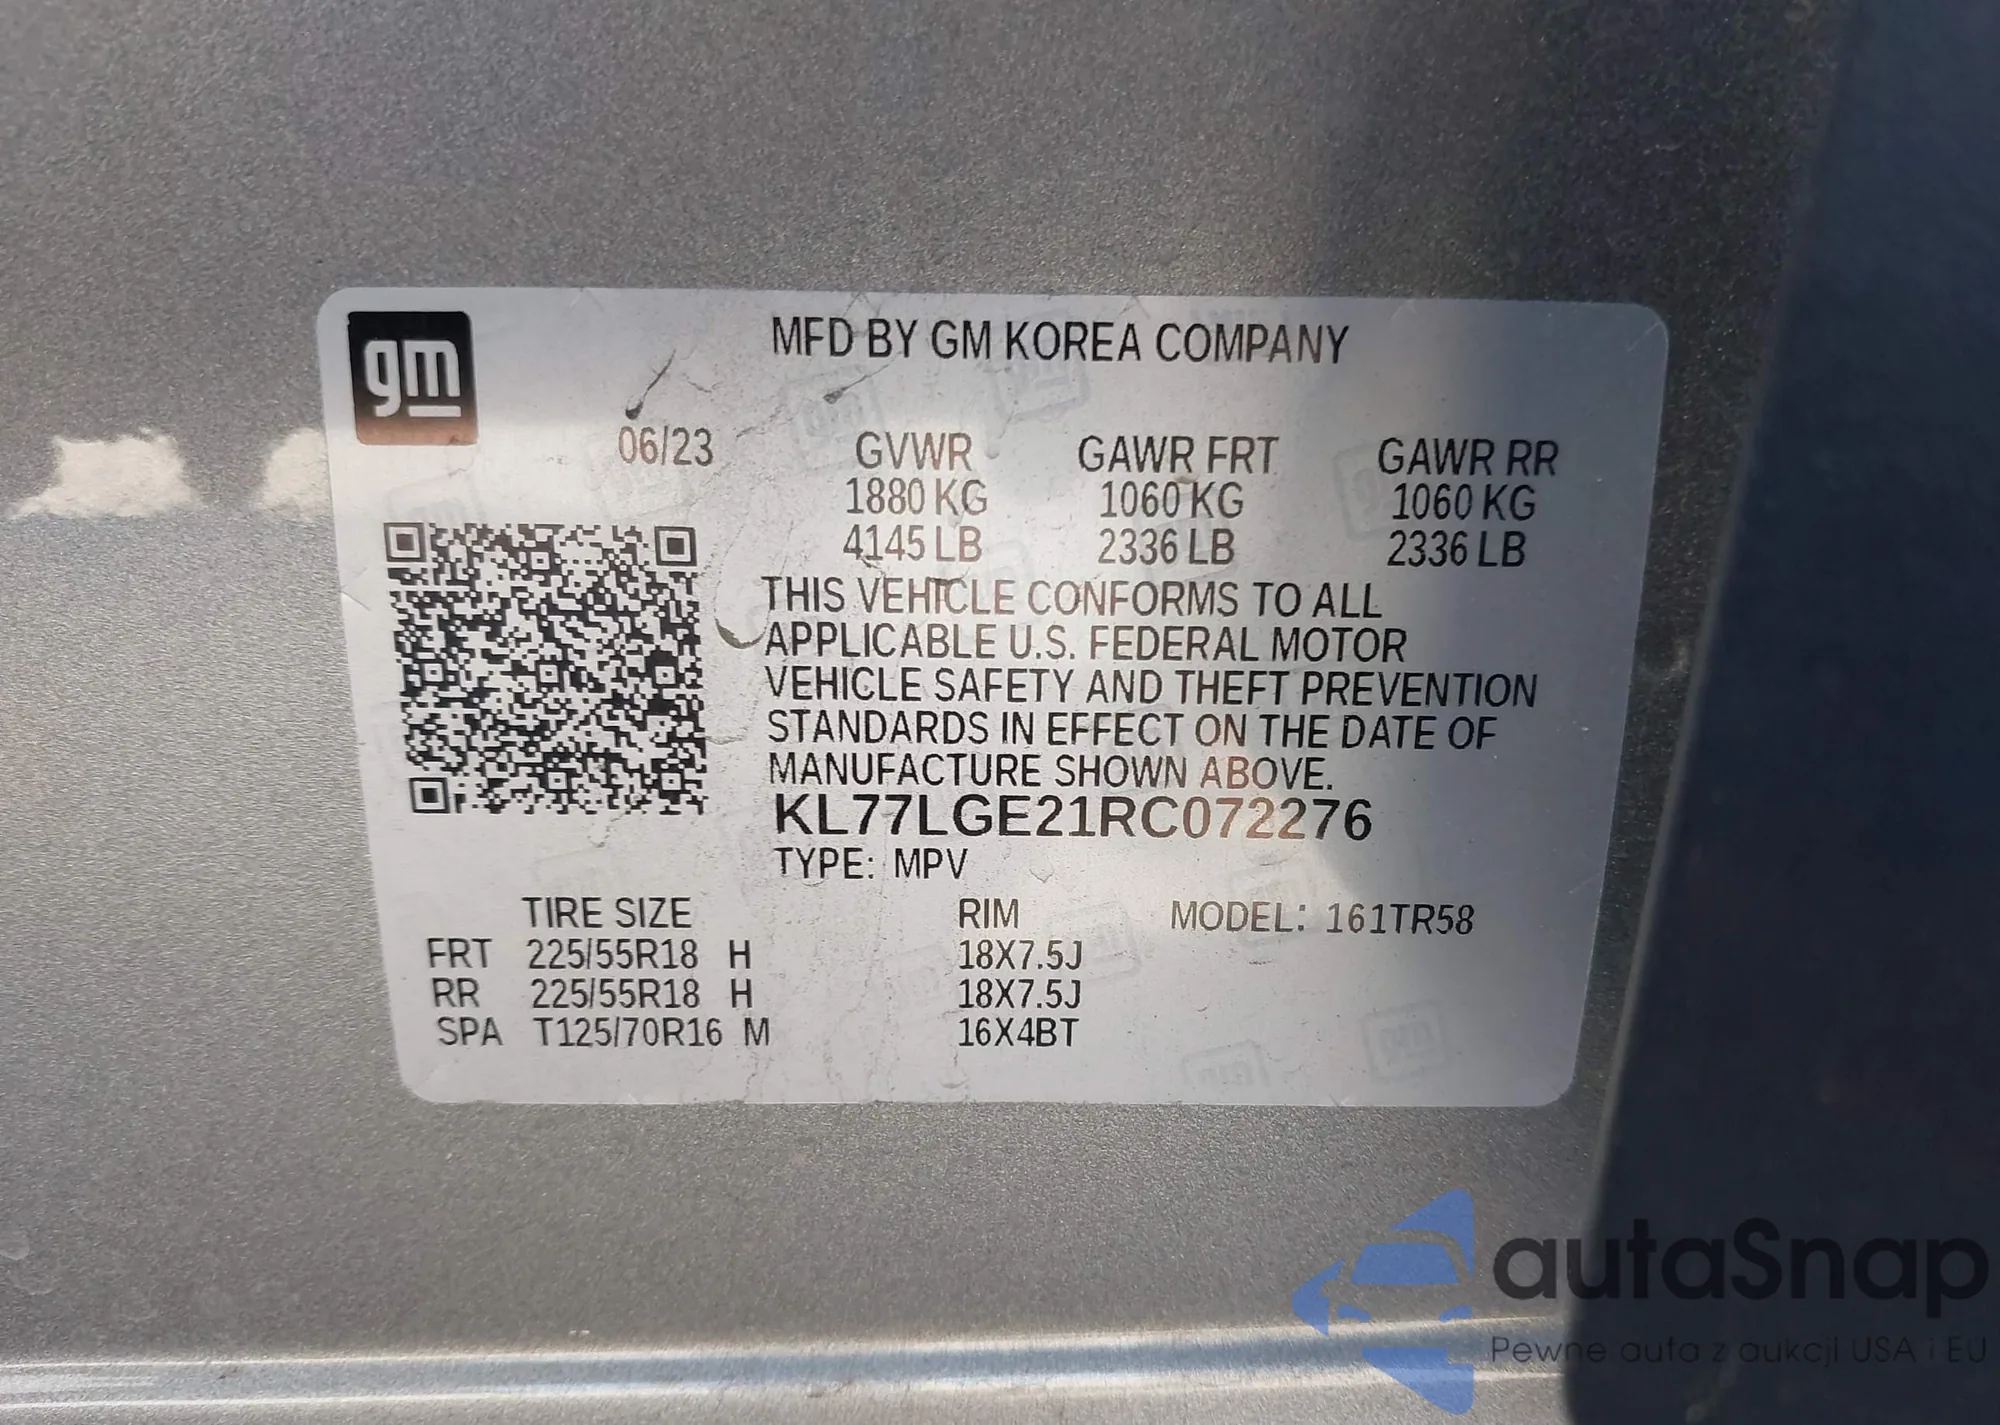 gm
MFD BY GM KOREA COMPANY
06/23 GVWR GAWR FRT GAWR RR
1880 KG 1060 KG 1060 KG
4145 LB 2336 LB 2336 LB
THIS VEHICLE CONFORMS TO ALL
APPLICABLE U.S. FEDERAL MOTOR
VEHICLE SAFETY AND THEFT PREVENTION
STANDARDS IN EFFECT ON THE DATE OF
MANUFACTURE SHOWN ABOVE.
KL77LGE21RC072276
TYPE: MPV
TIRE SIZE RIM MODEL: 161TR58
FRT 225/55R18 H 18X7.5J
RR 225/55R18 H 18X7.5J
SPA T125/70R16 M 16X4BT
autaSnap
Pewne auta z aukcji USA i EU